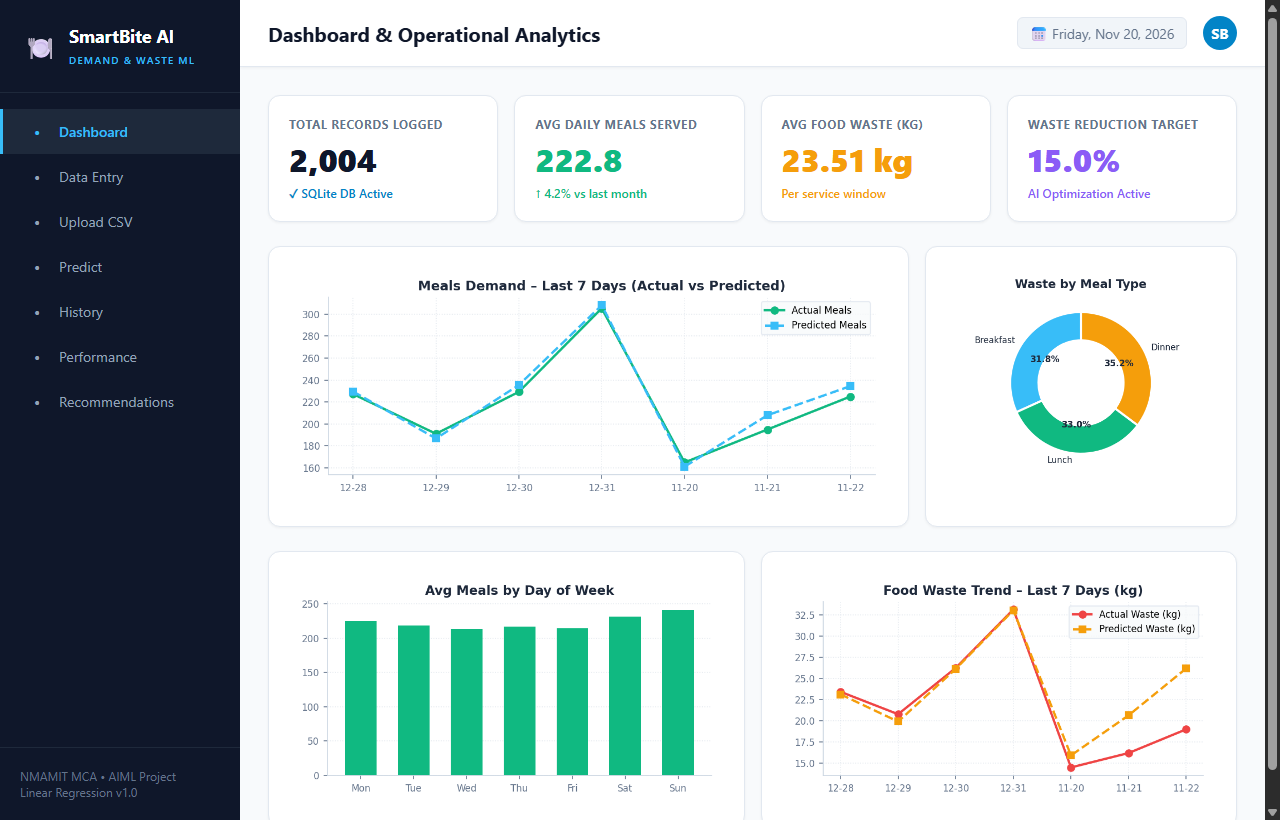 SmartBite AI
DEMAND & WASTE ML
• Dashboard
• Data Entry
• Upload CSV
• Predict
• History
• Performance
• Recommendations
NMAMIT MCA • AIML Project
Linear Regression v1.0
Dashboard & Operational Analytics
Friday, Nov 20, 2026
SB
TOTAL RECORDS LOGGED
2,004
✓ SQLite DB Active
AVG DAILY MEALS SERVED
222.8
↑ 4.2% vs last month
AVG FOOD WASTE (KG)
23.51 kg
Per service window
WASTE REDUCTION TARGET
15.0%
AI Optimization Active
Meals Demand – Last 7 Days (Actual vs Predicted)
Actual Meals
Predicted Meals
300
280
260
240
220
200
180
160
12-28 12-29 12-30 12-31 11-20 11-21 11-22
Waste by Meal Type
Breakfast
31.8%
Dinner
35.2%
33.0%
Lunch
Avg Meals by Day of Week
250
200
150
100
50
0
Mon Tue Wed Thu Fri Sat Sun
Food Waste Trend – Last 7 Days (kg)
Actual Waste (kg)
Predicted Waste (kg)
32.5
30.0
27.5
25.0
22.5
20.0
17.5
15.0
12-28 12-29 12-30 12-31 11-20 11-21 11-22